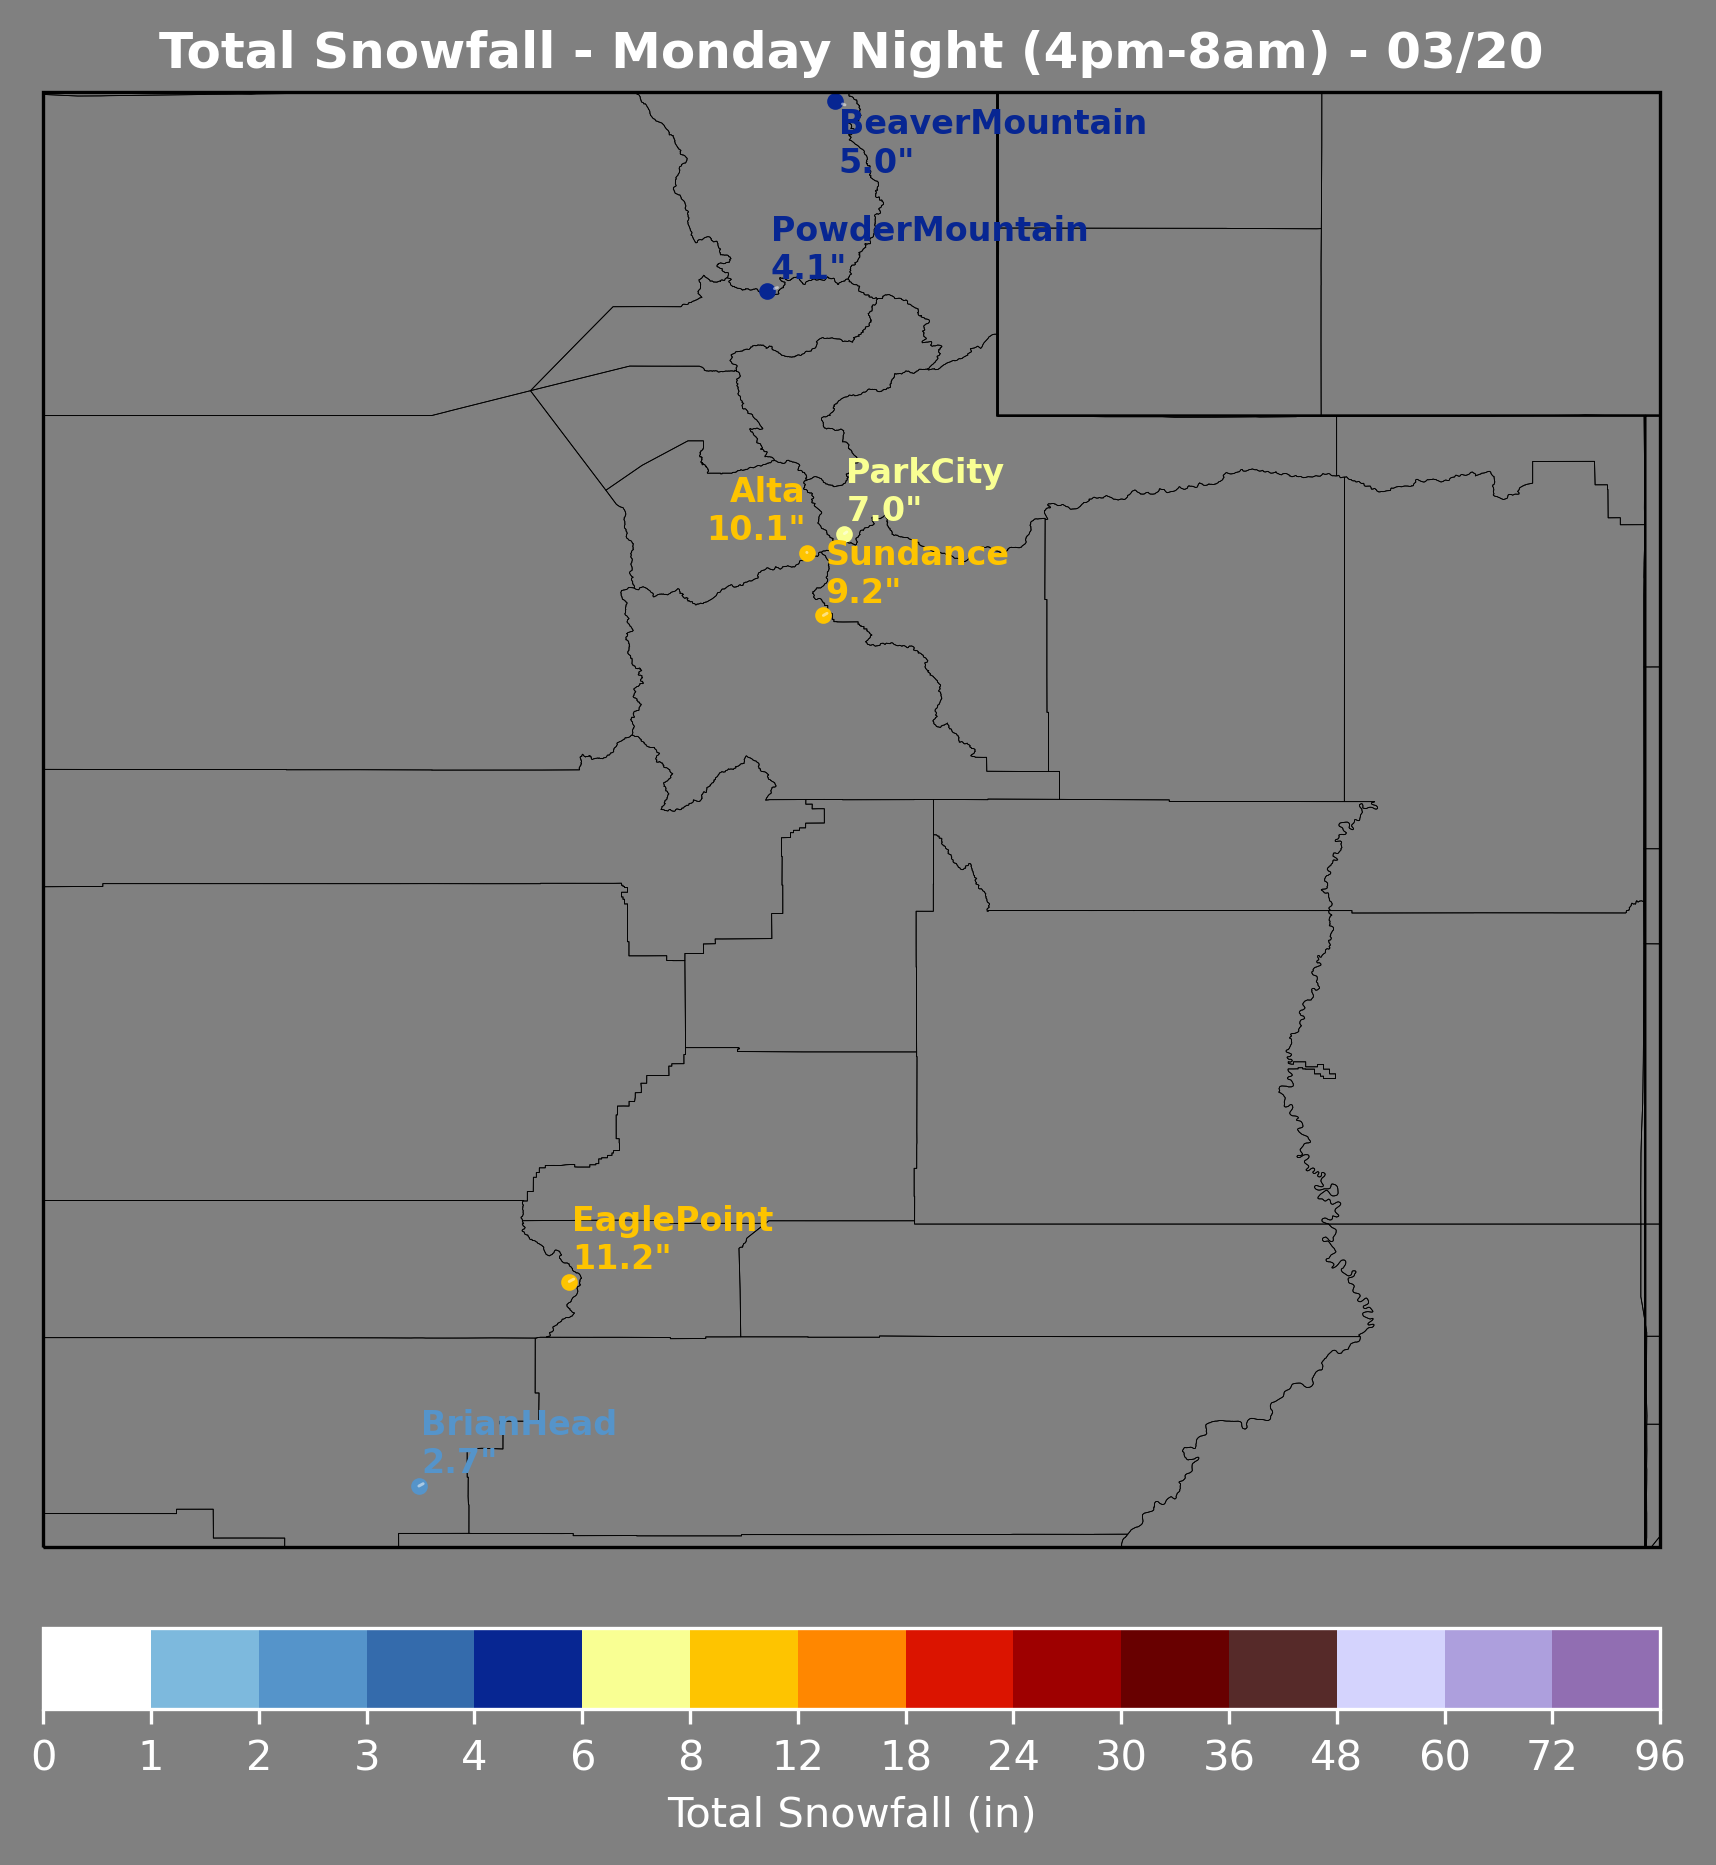 Total Snowfall - Monday Night (4pm-8am) - 03/20
BeaverMountain
5.0"
PowderMountain
4.1"
ParkCity
7.0"
Alta
10.1"
Sundance
9.2"
EaglePoint
11.2"
BrianHead
2.7"
0 1 2 3 4 6 8 12 18 24 30 36 48 60 72 96
Total Snowfall (in)